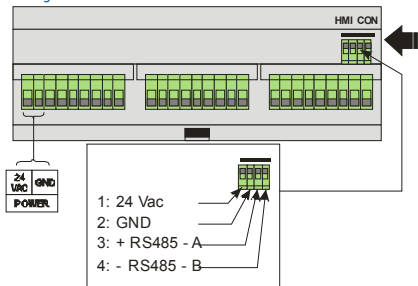 HMI CON
24 VAC GND
POWER
1: 24 Vac
2: GND
3: + RS485 - A
4: - RS485 - B